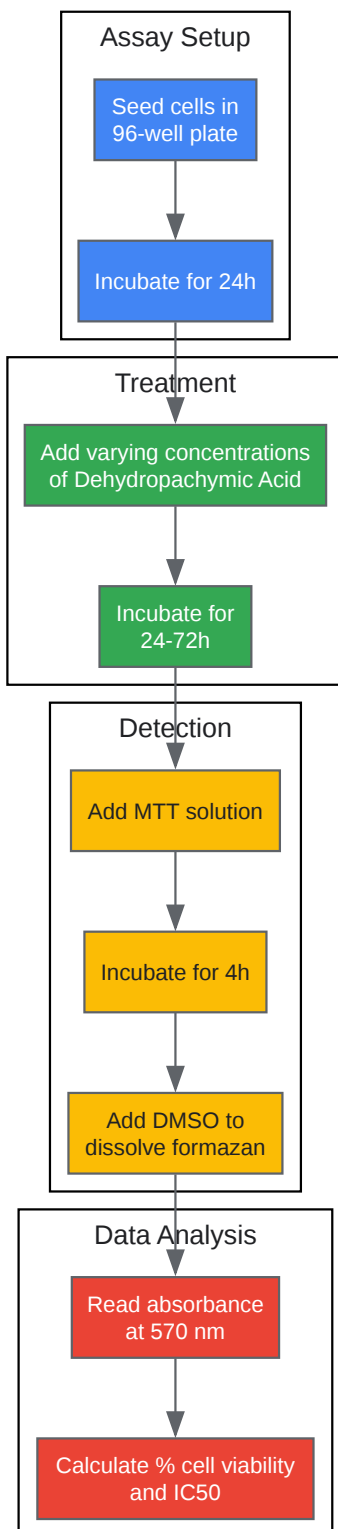 Assay Setup
Seed cells in
96-well plate
Incubate for 24h
Treatment
Add varying concentrations
of Dehydropachymic Acid
Incubate for
24-72h
Detection
Add MTT solution
Incubate for 4h
Add DMSO to
dissolve formazan
Data Analysis
Read absorbance
at 570 nm
Calculate % cell viability
and IC50